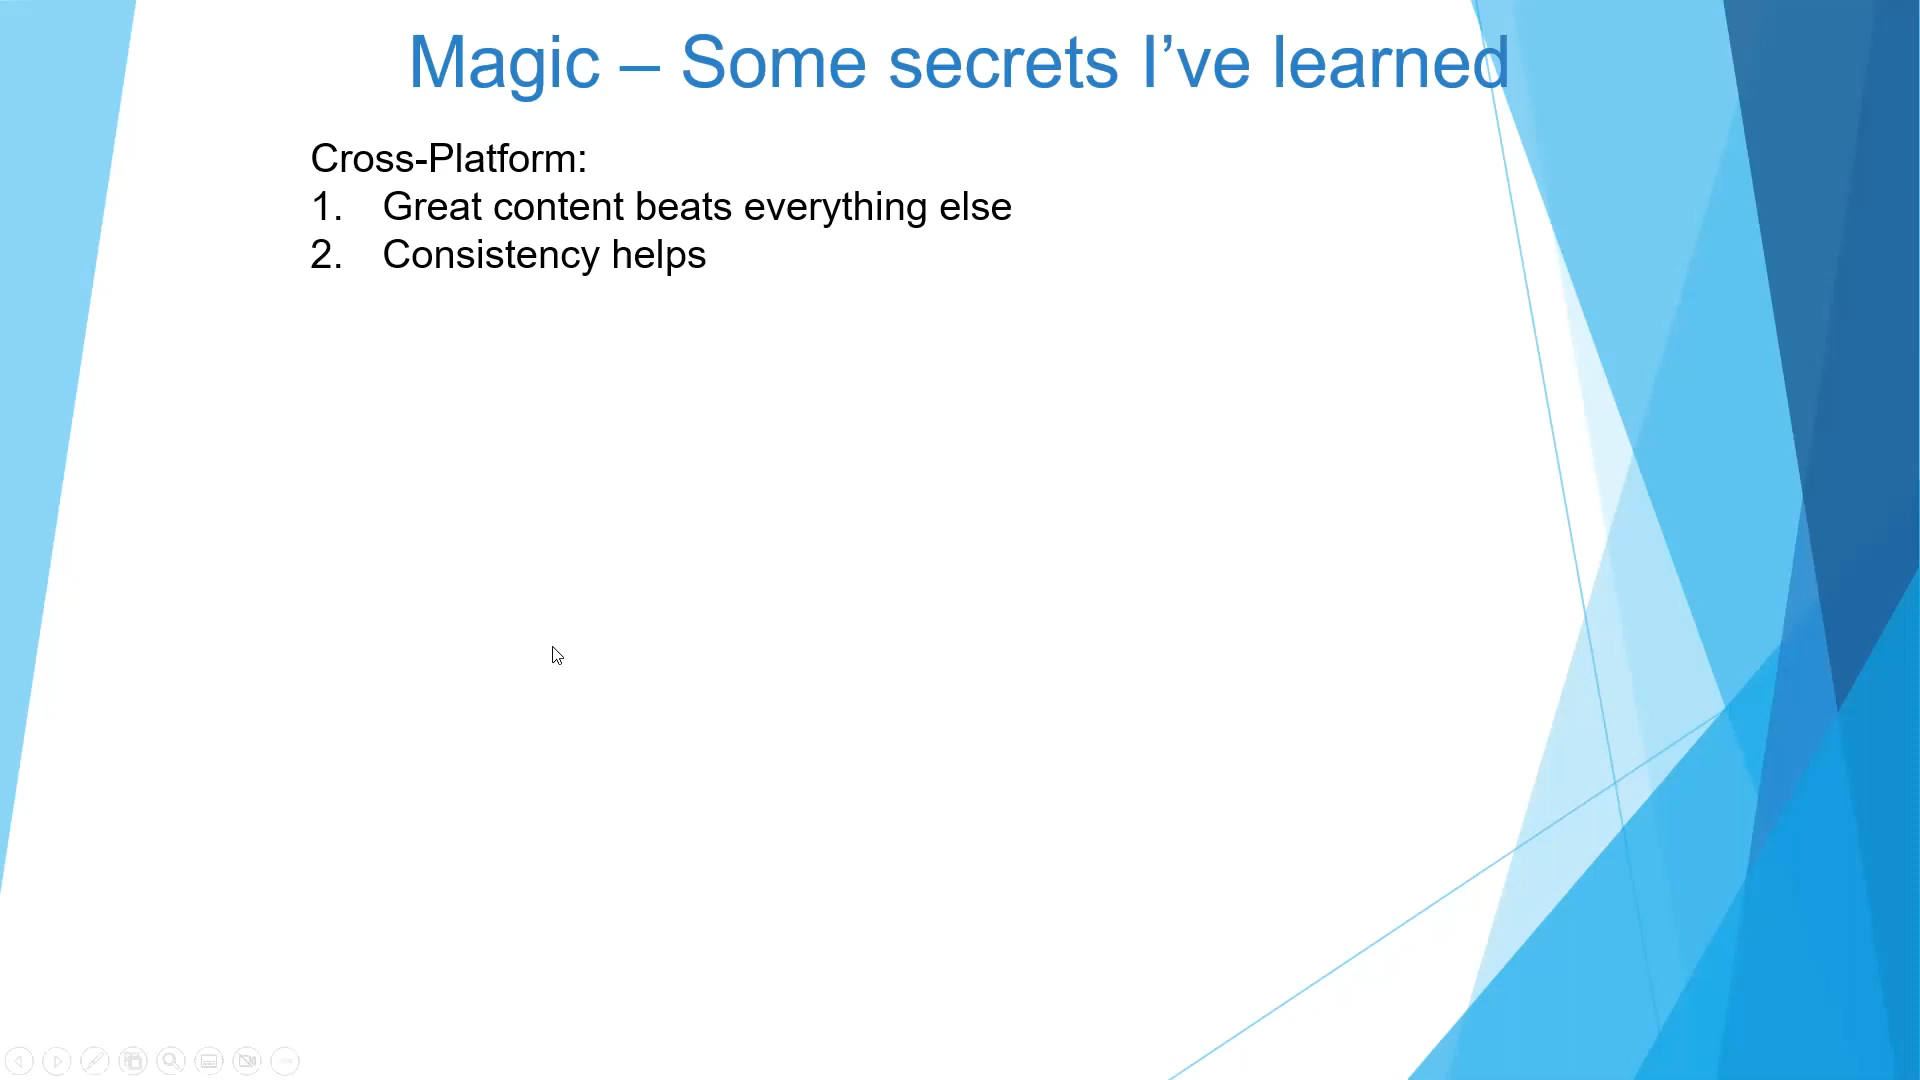 Magic – Some secrets I’ve learned
Cross-Platform:
1. Great content beats everything else
2. Consistency helps